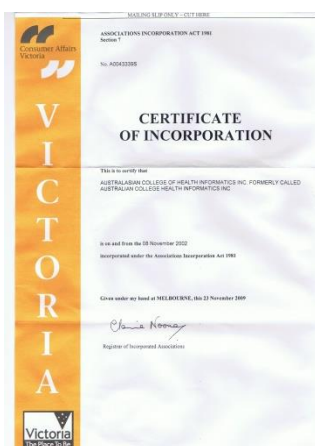 MAILING SLIP ONLY – CUT HERE
Consumer Affairs
Victoria
ASSOCIATIONS INCORPORATION ACT 1981
Section 7
VICTORIA
CERTIFICATE
OF INCORPORATION
This is to certify that
AUSTRALASIAN COLLEGE OF HEALTH INFORMATICS INC. FORMERLY CALLED
AUSTRALIAN COLLEGE HEALTH INFORMATICS INC
is on and from the 08 November 2002
incorporated under the Associations Incorporation Act 1981
Given under my hand at MELBOURNE, this 23 November 2009
Registrar of Incorporated Associations
Victoria
The Place To Be